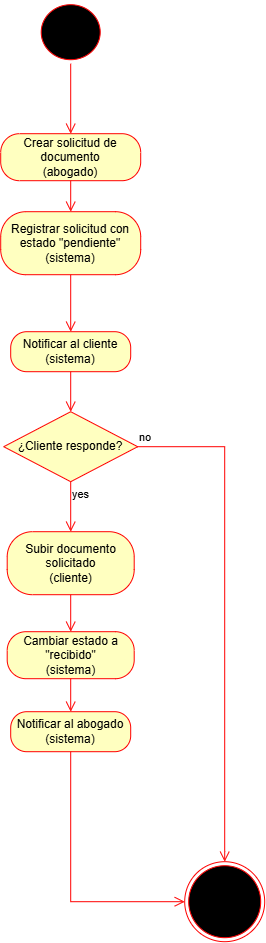 Crear solicitud de
documento
(abogado)
Registrar solicitud con
estado "pendiente"
(sistema)
Notificar al cliente
(sistema)
¿Cliente responde?
no
yes
Subir documento
solicitado
(cliente)
Cambiar estado a
"recibido"
(sistema)
Notificar al abogado
(sistema)